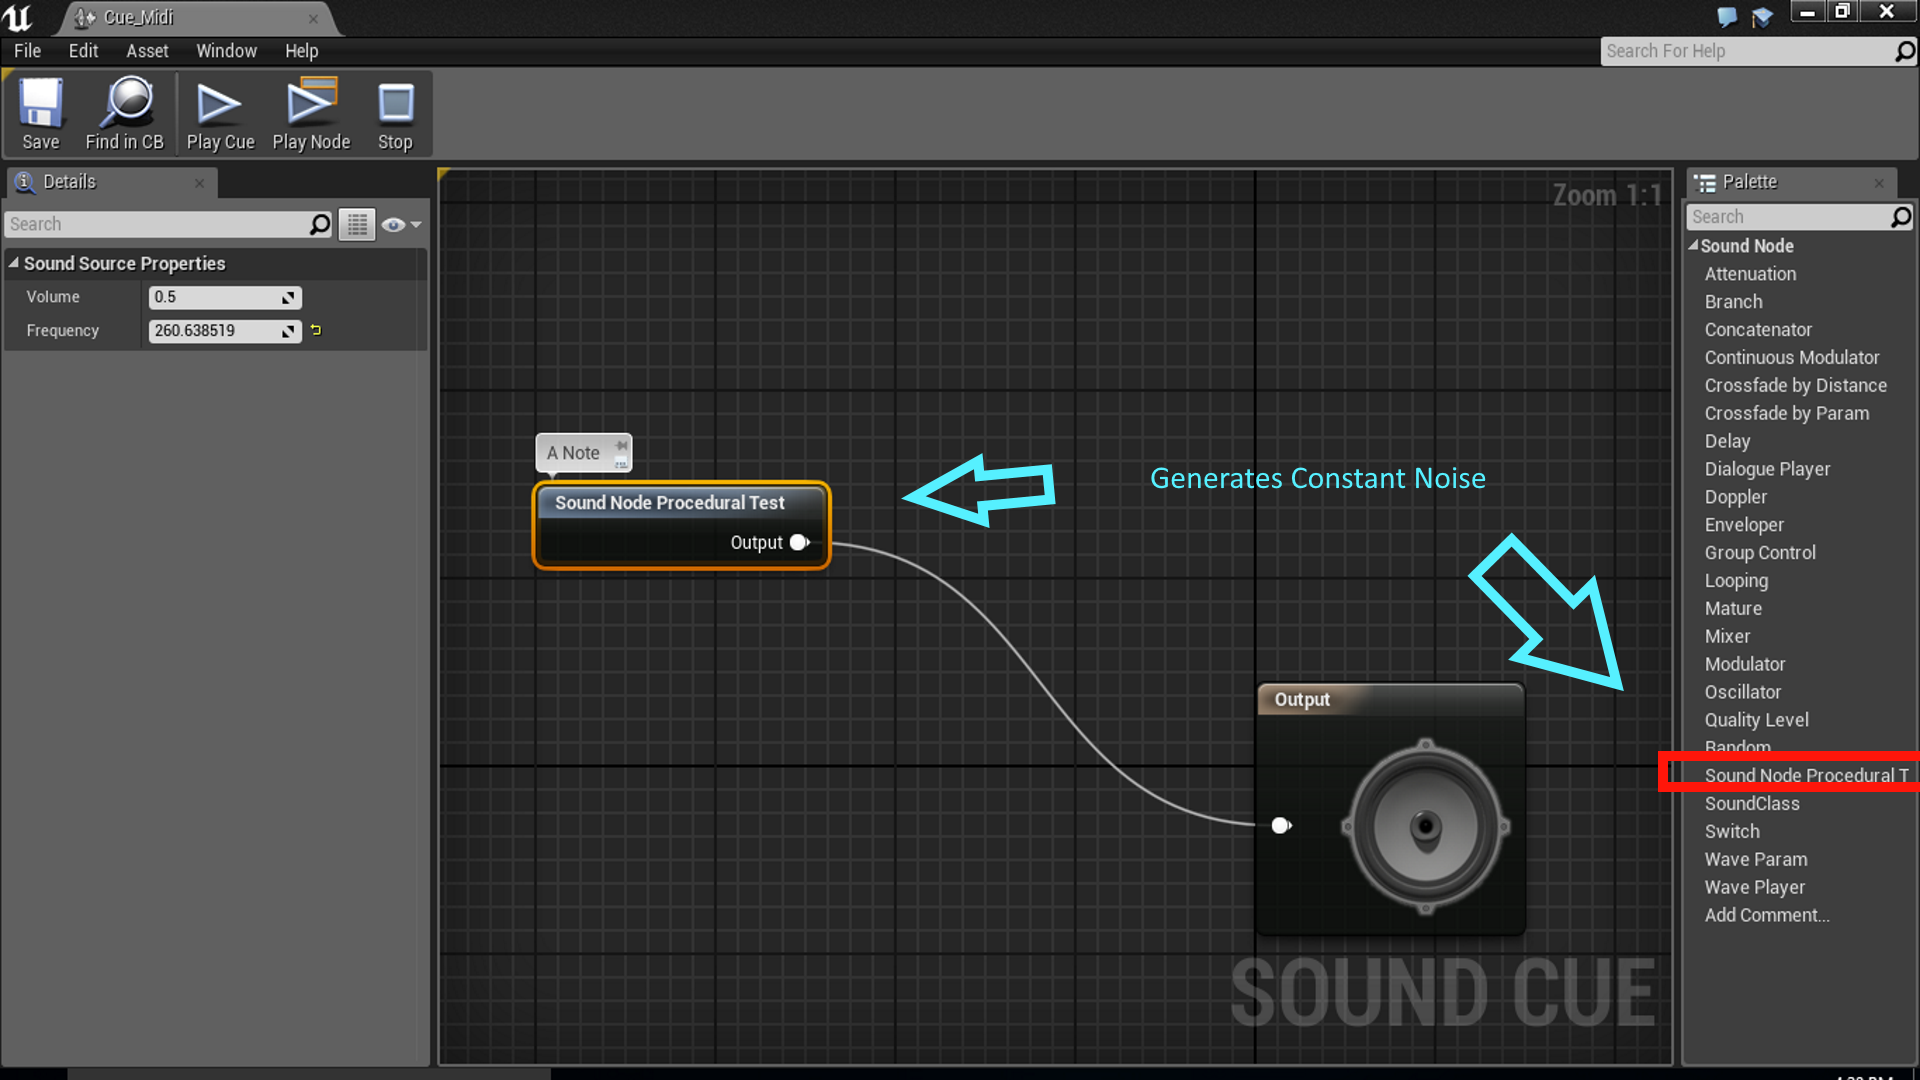 Cue_Midi
File Edit Asset Window Help
Search For Help
Save Find in CB Play Cue Play Node Stop
Details
Search
Sound Source Properties
Volume 0.5
Frequency 260.638519
Zoom 1:1
A Note
Sound Node Procedural Test
Output
Generates Constant Noise
Output
SOUND CUE
Palette
Search
Sound Node
Attenuation
Branch
Concatenator
Continuous Modulator
Crossfade by Distance
Crossfade by Param
Delay
Dialogue Player
Doppler
Enveloper
Group Control
Looping
Mature
Mixer
Modulator
Oscillator
Quality Level
Random
Sound Node Procedural T
SoundClass
Switch
Wave Param
Wave Player
Add Comment...